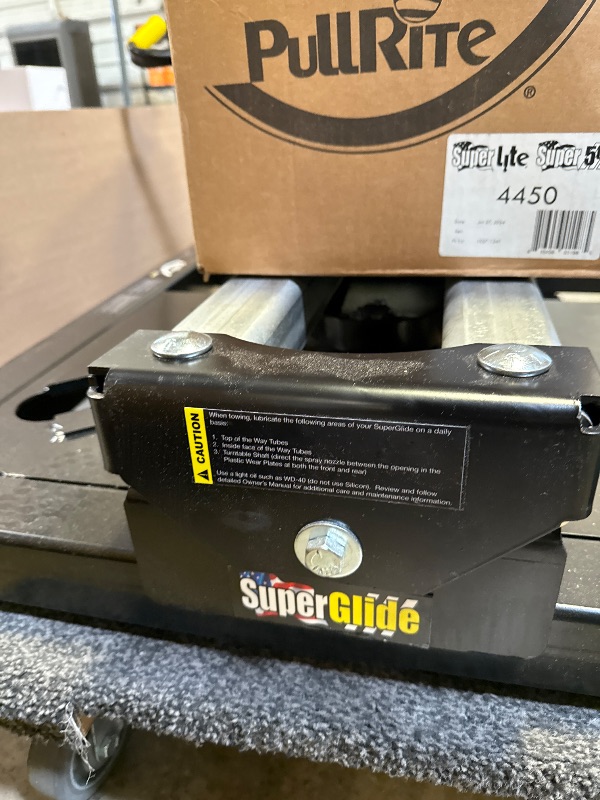 PullRite
®
Super Lite Super 5
4450
CAUTION
When towing, lubricate the following areas of your SuperGlide on a daily
basis:
1. Top of the Way Tubes
2. Inside face of the Way Tubes
3. Turntable Shaft (direct the spray nozzle between the opening in the
Plastic Wear Plates at both the front and rear)
Use a light oil such as WD-40 (do not use Silicon). Review and follow
detailed Owner's Manual for additional care and maintenance information.
SuperGlide